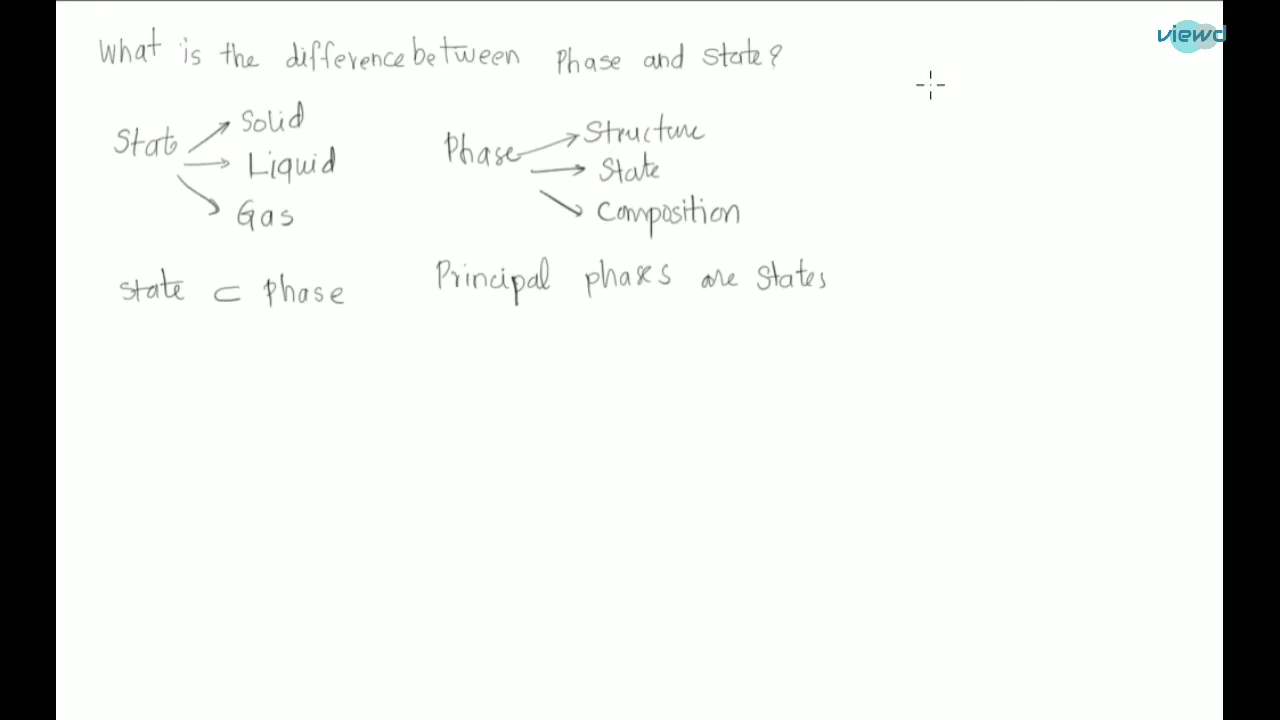 What is the difference between Phase and State?
viewd
State
Solid
Liquid
Gas
Phase
Structure
State
Composition
State ⊂ Phase
Principal phases are States